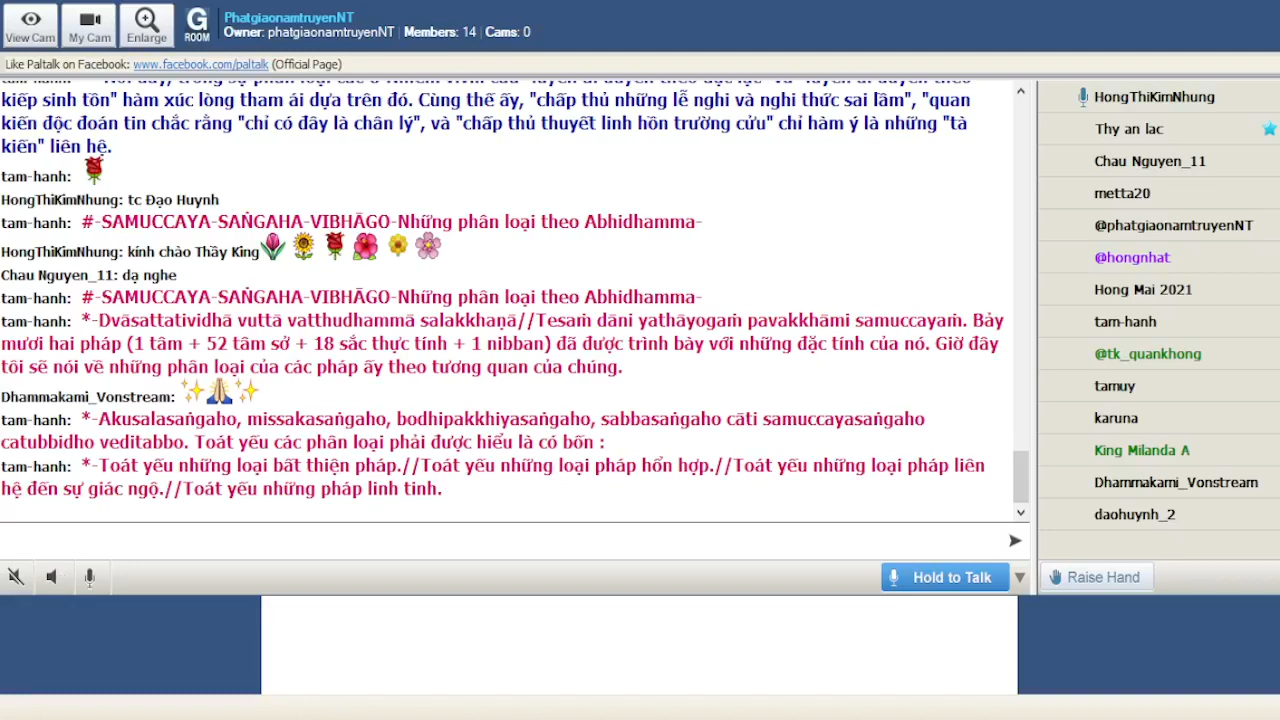 View Cam
My Cam
Enlarge
G
ROOM
PhatgiaonamtruyenNT
Owner: phatgiaonamtruyenNT | Members: 14 | Cams: 0
Like Paltalk on Facebook: www.facebook.com/paltalk (Official Page)
kiếp sinh tồn" hàm xúc lòng tham ái dựa trên đó. Cùng thế ấy, "chấp thủ những lễ nghi và nghi thức sai lầm", "quan
kiến độc đoán tin chắc rằng "chỉ có đây là chân lý", và "chấp thủ thuyết linh hồn trường cửu" chỉ hàm ý là những "tà
kiến" liên hệ.
tam-hanh:
HongThiKimNhung: tc Đạo Huynh
tam-hanh: #-SAMUCCAYA-SAṄGAHA-VIBHĀGO-Những phân loại theo Abhidhamma-
HongThiKimNhung: kính chào Thầy King
Chau Nguyen_11: dạ nghe
tam-hanh: #-SAMUCCAYA-SAṄGAHA-VIBHĀGO-Những phân loại theo Abhidhamma-
tam-hanh: *-Dvāsattatividhā vuttā vatthudhammā salakkhaṇā//Tesaṁ dāni yathāyogaṁ pavakkhāmi samuccayaṁ. Bảy
mươi hai pháp (1 tâm + 52 tâm sở + 18 sắc thực tính + 1 nibban) đã được trình bày với những đặc tính của nó. Giờ đây
tôi sẽ nói về những phân loại của các pháp ấy theo tương quan của chúng.
Dhammakami_Vonstream:
tam-hanh: *-Akusalasaṅgaho, missakasaṅgaho, bodhipakkhiyasaṅgaho, sabbasaṅgaho cāti samuccayasaṅgaho
catubbidho veditabbo. Toát yếu các phân loại phải được hiểu là có bốn :
tam-hanh: *-Toát yếu những loại bất thiện pháp.//Toát yếu những loại pháp hổn hợp.//Toát yếu những loại pháp liên
hệ đến sự giác ngộ.//Toát yếu những pháp linh tinh.
HongThiKimNhung
Thy an lac
Chau Nguyen_11
metta20
@phatgiaonamtruyenNT
@hongnhat
Hong Mai 2021
tam-hanh
@tk_quankhong
tamuy
karuna
King Milanda A
Dhammakami_Vonstream
daohuynh_2
Hold to Talk
Raise Hand